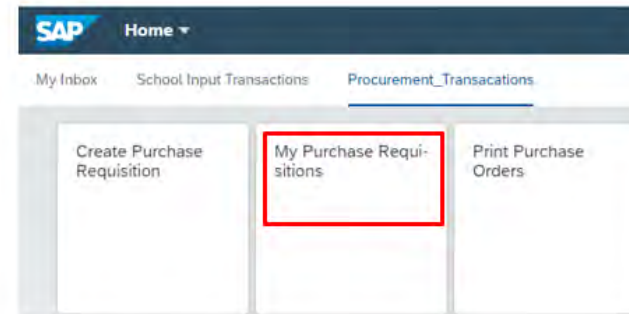 SAP Home
My Inbox School Input Transactions Procurement_Transacations
Create Purchase
Requisition
My Purchase Requi-
sitions
Print Purchase
Orders